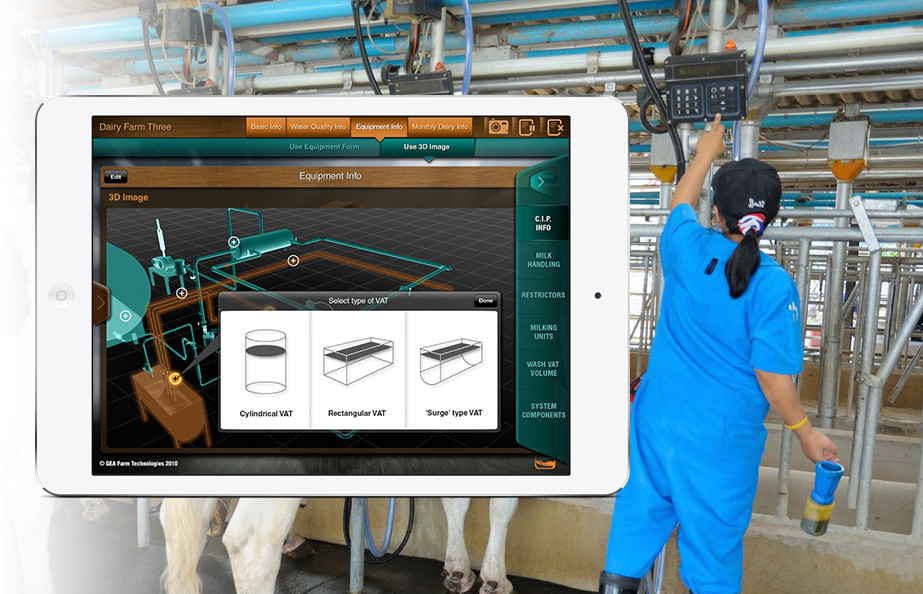 Dairy Farm Three
Basic Info
Water Quality Info
Equipment Info
Monthly Dairy Info
Use Equipment Form
Use 3D Image
Edit
Equipment Info
3D Image
C.I.P.
INFO
MILK
HANDLING
RESTRICTORS
MILKING
UNITS
WASH VAT
VOLUME
SYSTEM
COMPONENTS
Select type of VAT
Done
Cylindrical VAT
Rectangular VAT
'Surge' type VAT
© GEA Farm Technologies 2010